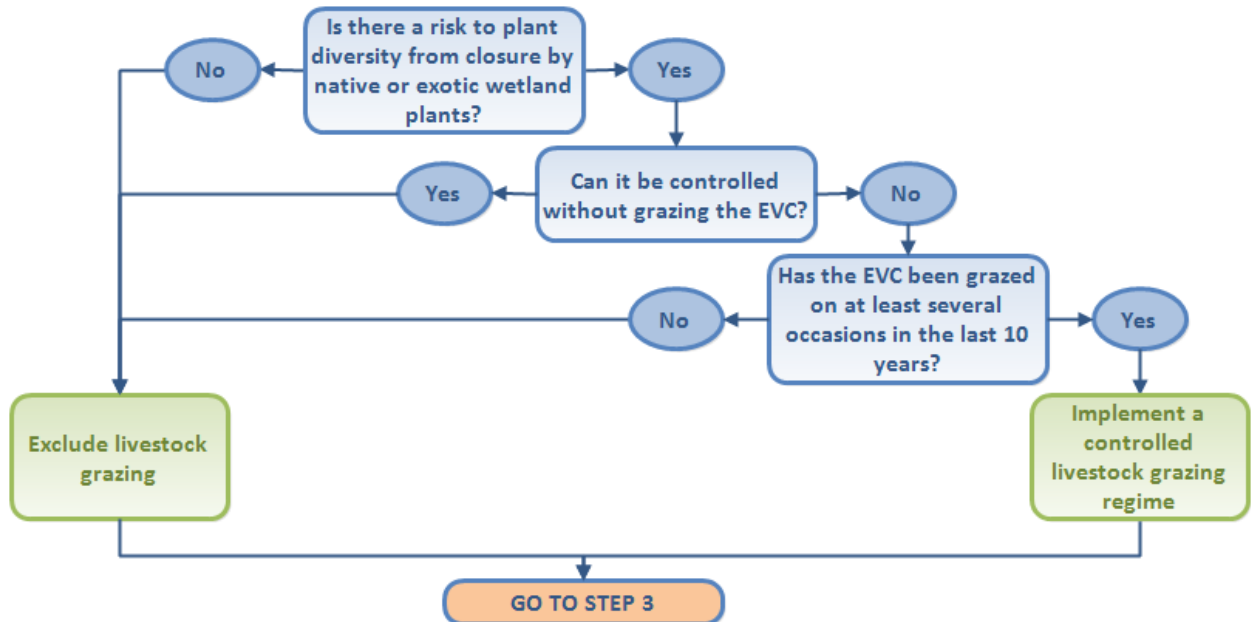 Is there a risk to plant
diversity from closure by
native or exotic wetland
plants?
No
Yes
Can it be controlled
without grazing the EVC?
Yes
No
Has the EVC been grazed
on at least several
occasions in the last 10
years?
No
Yes
Exclude livestock
grazing
Implement a
controlled
livestock grazing
regime
GO TO STEP 3